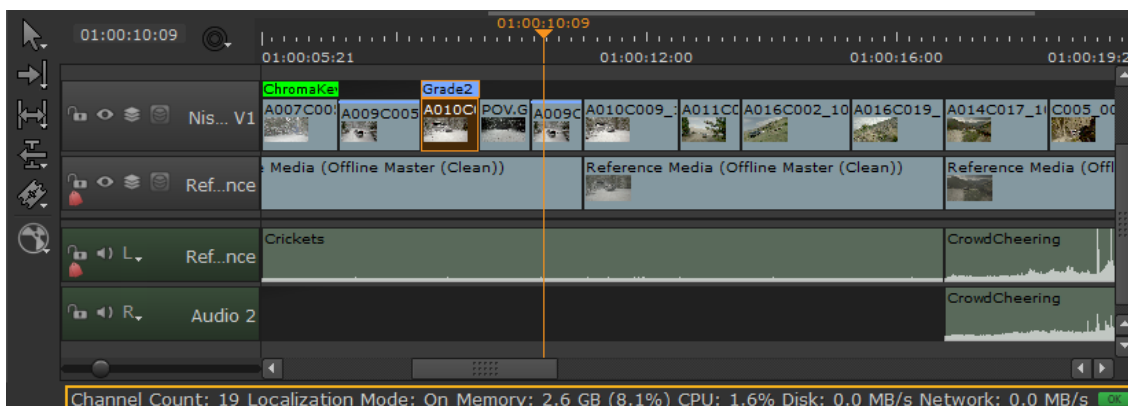 01:00:10:09
01:00:10:09
01:00:05:21 01:00:12:00 01:00:16:00 01:00:19:2
ChromaKe Grade2
Nis... V1 A007C00 A009C005 A010C POV.G A009C A010C009_ A011CC A016C002_10 A016C019_ A014C017_1 C005_00
Ref...nce Media (Offline Master (Clean)) Reference Media (Offline Master (Clean)) Reference Media (Offl
L Ref...nce Crickets CrowdCheering
R Audio 2 CrowdCheering
Channel Count: 19 Localization Mode: On Memory: 2.6 GB (8.1%) CPU: 1.6% Disk: 0.0 MB/s Network: 0.0 MB/s OK